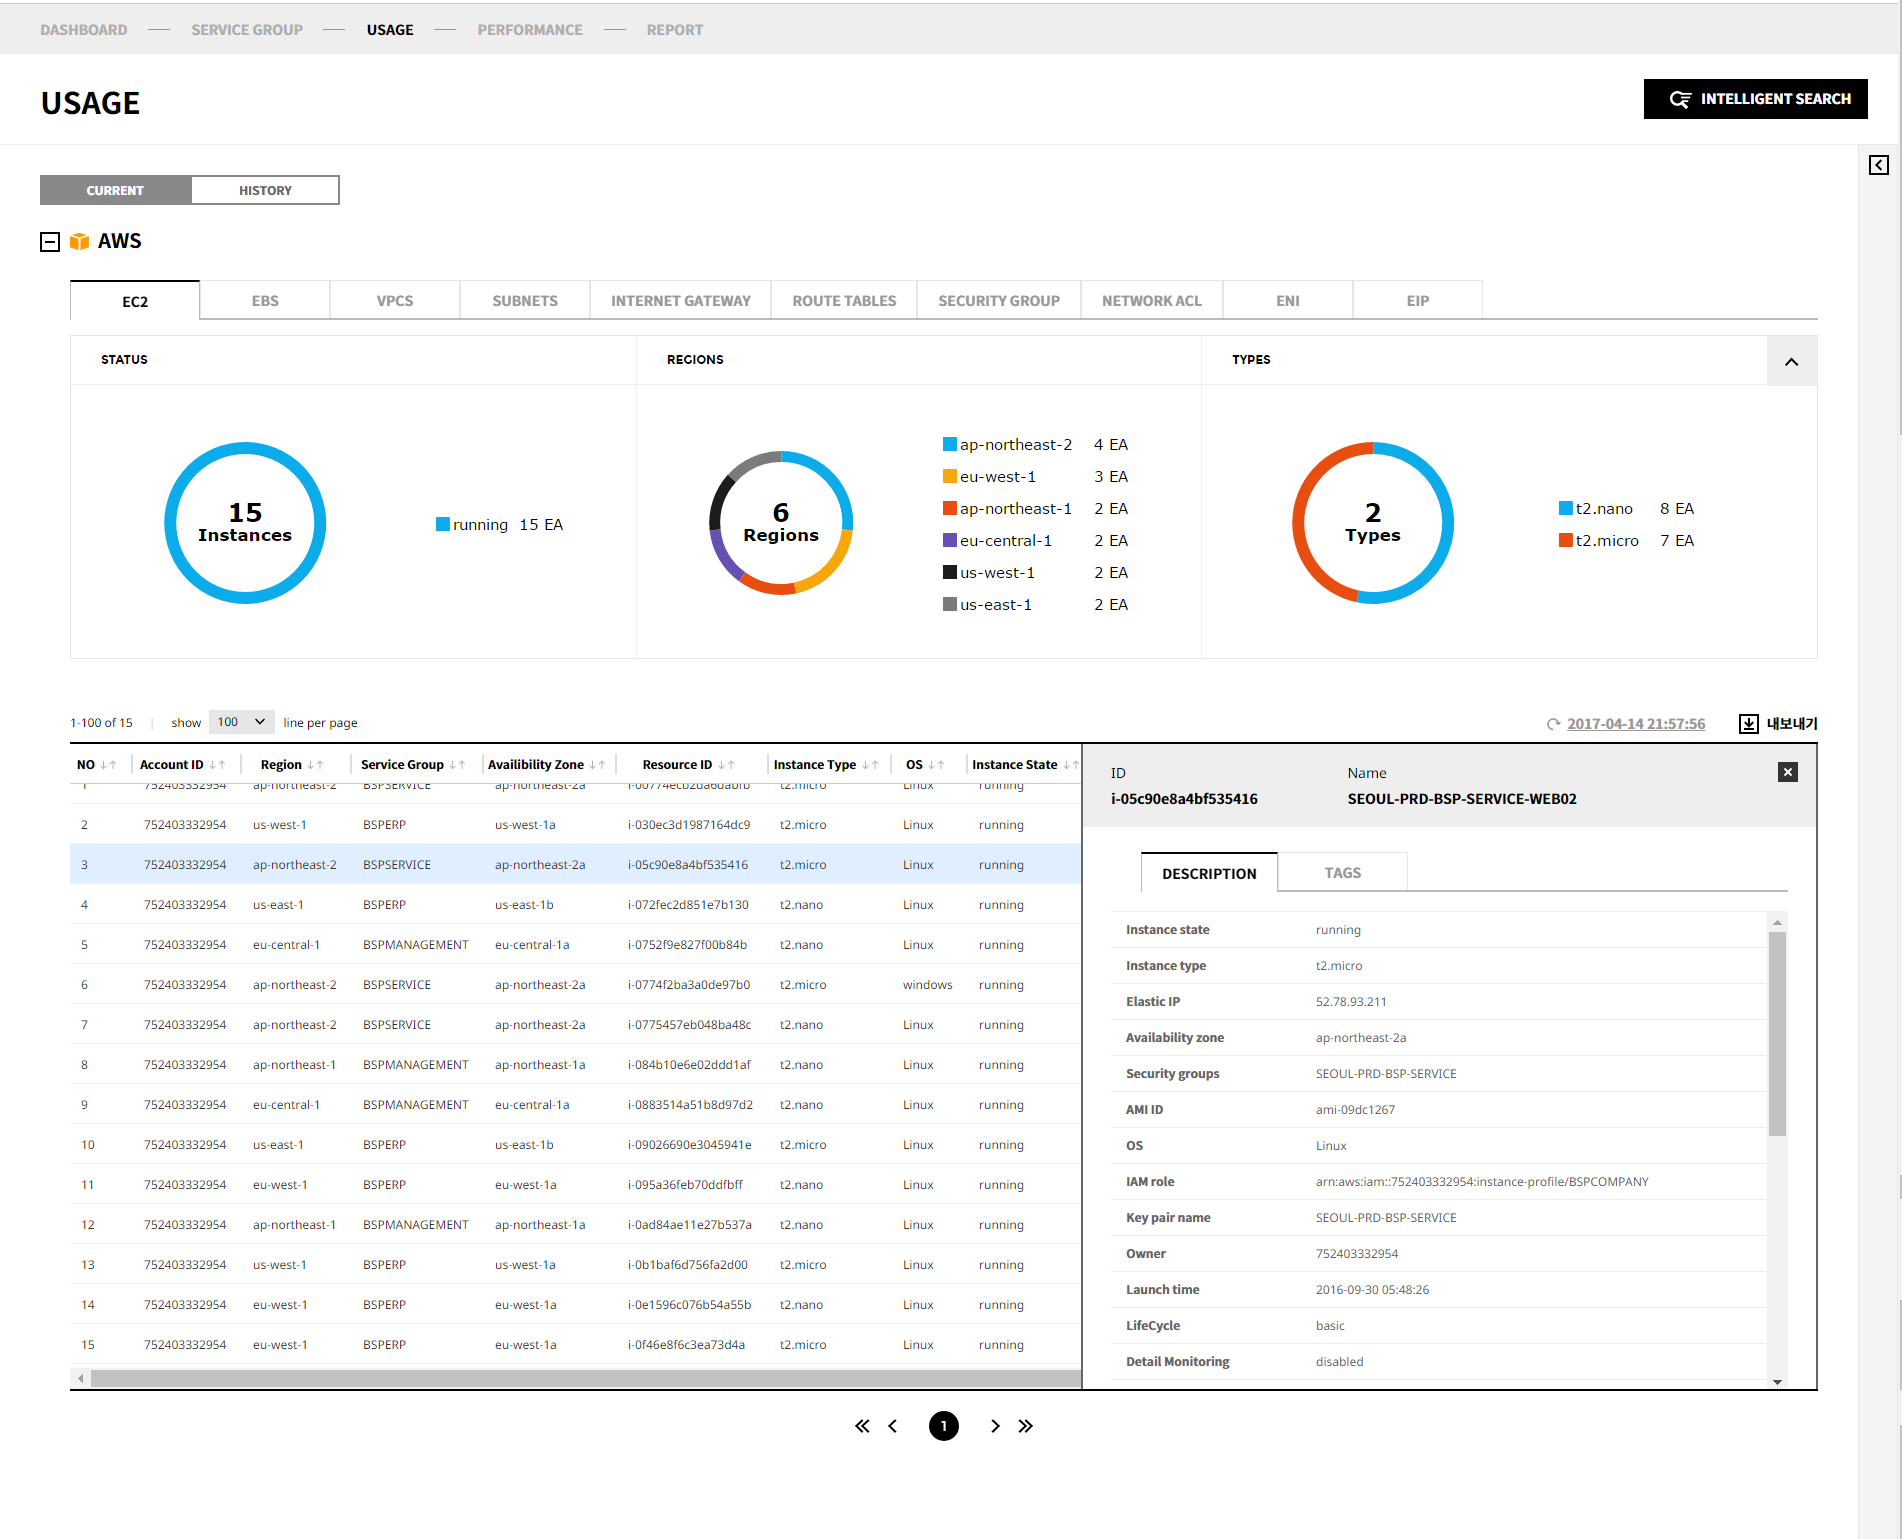 DASHBOARD — SERVICE GROUP — USAGE — PERFORMANCE — REPORT
USAGE
INTELLIGENT SEARCH
CURRENT HISTORY
AWS
EC2 EBS VPCS SUBNETS INTERNET GATEWAY ROUTE TABLES SECURITY GROUP NETWORK ACL ENI EIP
STATUS
15
Instances
running 15 EA
REGIONS
6
Regions
ap-northeast-2 4 EA
eu-west-1 3 EA
ap-northeast-1 2 EA
eu-central-1 2 EA
us-west-1 2 EA
us-east-1 2 EA
TYPES
2
Types
t2.nano 8 EA
t2.micro 7 EA
1-100 of 15 | show 100 line per page
2017-04-14 21:57:56 내보내기
NO Account ID Region Service Group Availibility Zone Resource ID Instance Type OS Instance State
1 752403332954 ap-northeast-2 BSPSERVICE ap-northeast-2a t2.micro Linux running
2 752403332954 us-west-1 BSPERP us-west-1a i-030ec3d1987164dc9 t2.micro Linux running
3 752403332954 ap-northeast-2 BSPSERVICE ap-northeast-2a i-05c90e8a4bf535416 t2.micro Linux running
4 752403332954 us-east-1 BSPERP us-east-1b i-072fec2d851e7b130 t2.nano Linux running
5 752403332954 eu-central-1 BSPMANAGEMENT eu-central-1a i-0752f9e827f00b84b t2.nano Linux running
6 752403332954 ap-northeast-2 BSPSERVICE ap-northeast-2a i-0774f2ba3a0de97b0 t2.micro windows running
7 752403332954 ap-northeast-2 BSPSERVICE ap-northeast-2a i-0775457eb048ba48c t2.nano Linux running
8 752403332954 ap-northeast-1 BSPMANAGEMENT ap-northeast-1a i-084b10e6e02ddd1af t2.nano Linux running
9 752403332954 eu-central-1 BSPMANAGEMENT eu-central-1a i-0883514a51b8d97d2 t2.nano Linux running
10 752403332954 us-east-1 BSPERP us-east-1b i-09026690e3045941e t2.micro Linux running
11 752403332954 eu-west-1 BSPERP eu-west-1a i-095a36feb70ddfbff t2.nano Linux running
12 752403332954 ap-northeast-1 BSPMANAGEMENT ap-northeast-1a i-0ad84ae11e27b537a t2.nano Linux running
13 752403332954 us-west-1 BSPERP us-west-1a i-0b1baf6d756fa2d00 t2.micro Linux running
14 752403332954 eu-west-1 BSPERP eu-west-1a i-0e1596c076b54a55b t2.nano Linux running
15 752403332954 eu-west-1 BSPERP eu-west-1a i-0f46e8f6c3ea73d4a t2.micro Linux running
ID Name
i-05c90e8a4bf535416 SEOUL-PRD-BSP-SERVICE-WEB02
DESCRIPTION TAGS
Instance state running
Instance type t2.micro
Elastic IP 52.78.93.211
Availability zone ap-northeast-2a
Security groups SEOUL-PRD-BSP-SERVICE
AMI ID ami-09dc1267
OS Linux
IAM role arn:aws:iam::752403332954:instance-profile/BSPCOMPANY
Key pair name SEOUL-PRD-BSP-SERVICE
Owner 752403332954
Launch time 2016-09-30 05:48:26
LifeCycle basic
Detail Monitoring disabled
1